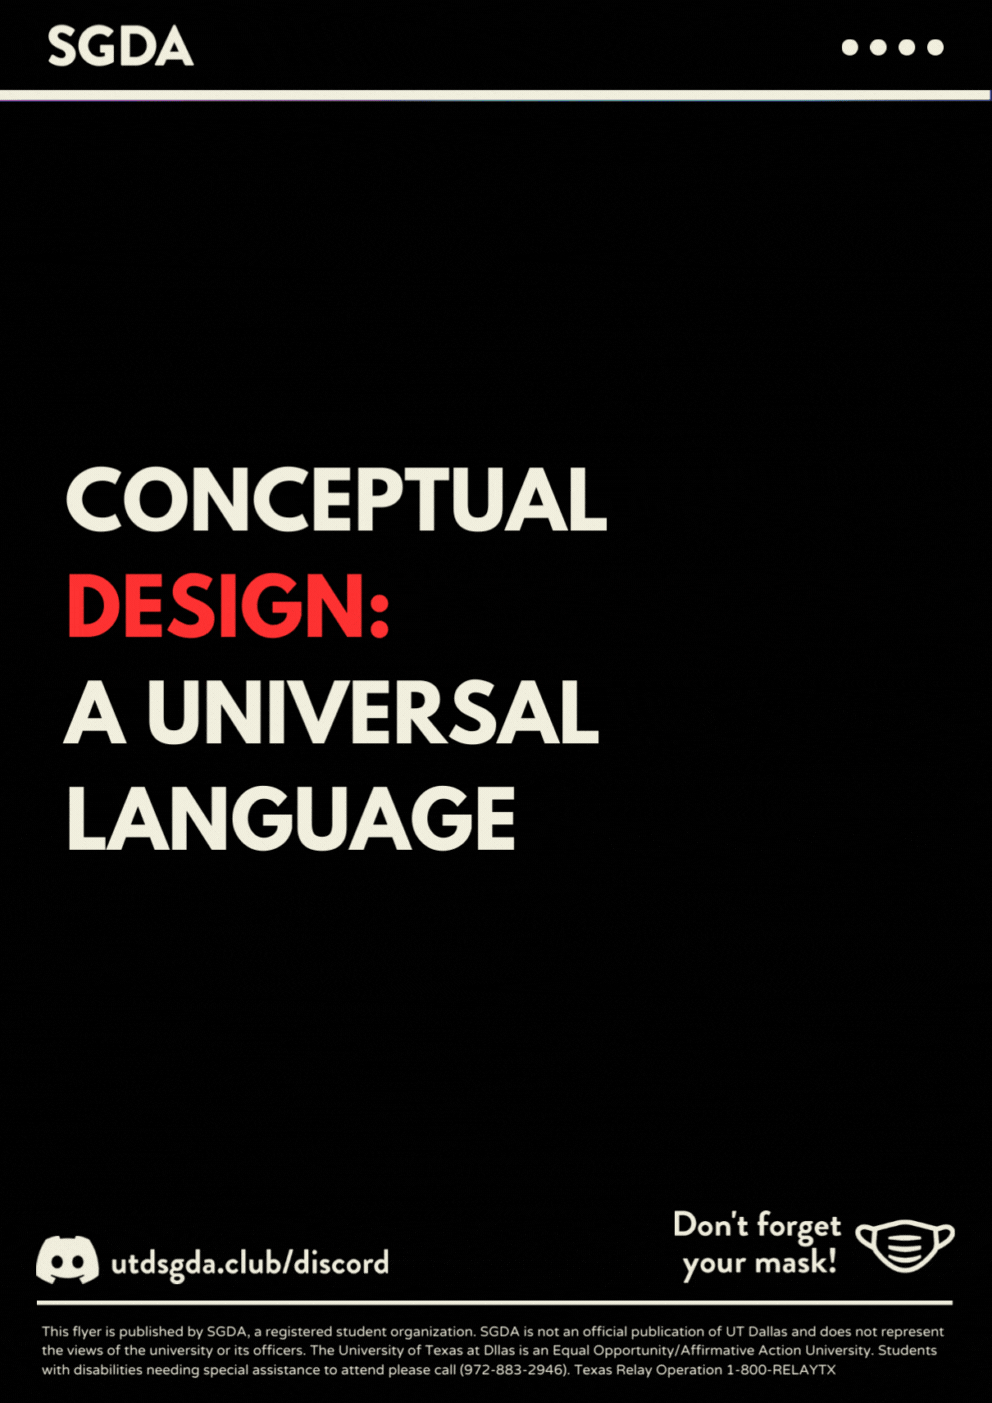 SGDA
CONCEPTUAL
DESIGN:
A UNIVERSAL
LANGUAGE
Don't forget
your mask!
utdsgda.club/discord
This flyer is published by SGDA, a registered student organization. SGDA is not an official publication of UT Dallas and does not represent
the views of the university or its officers. The University of Texas at Dllas is an Equal Opportunity/Affirmative Action University. Students
with disabilities needing special assistance to attend please call (972-883-2946). Texas Relay Operation 1-800-RELAYTX